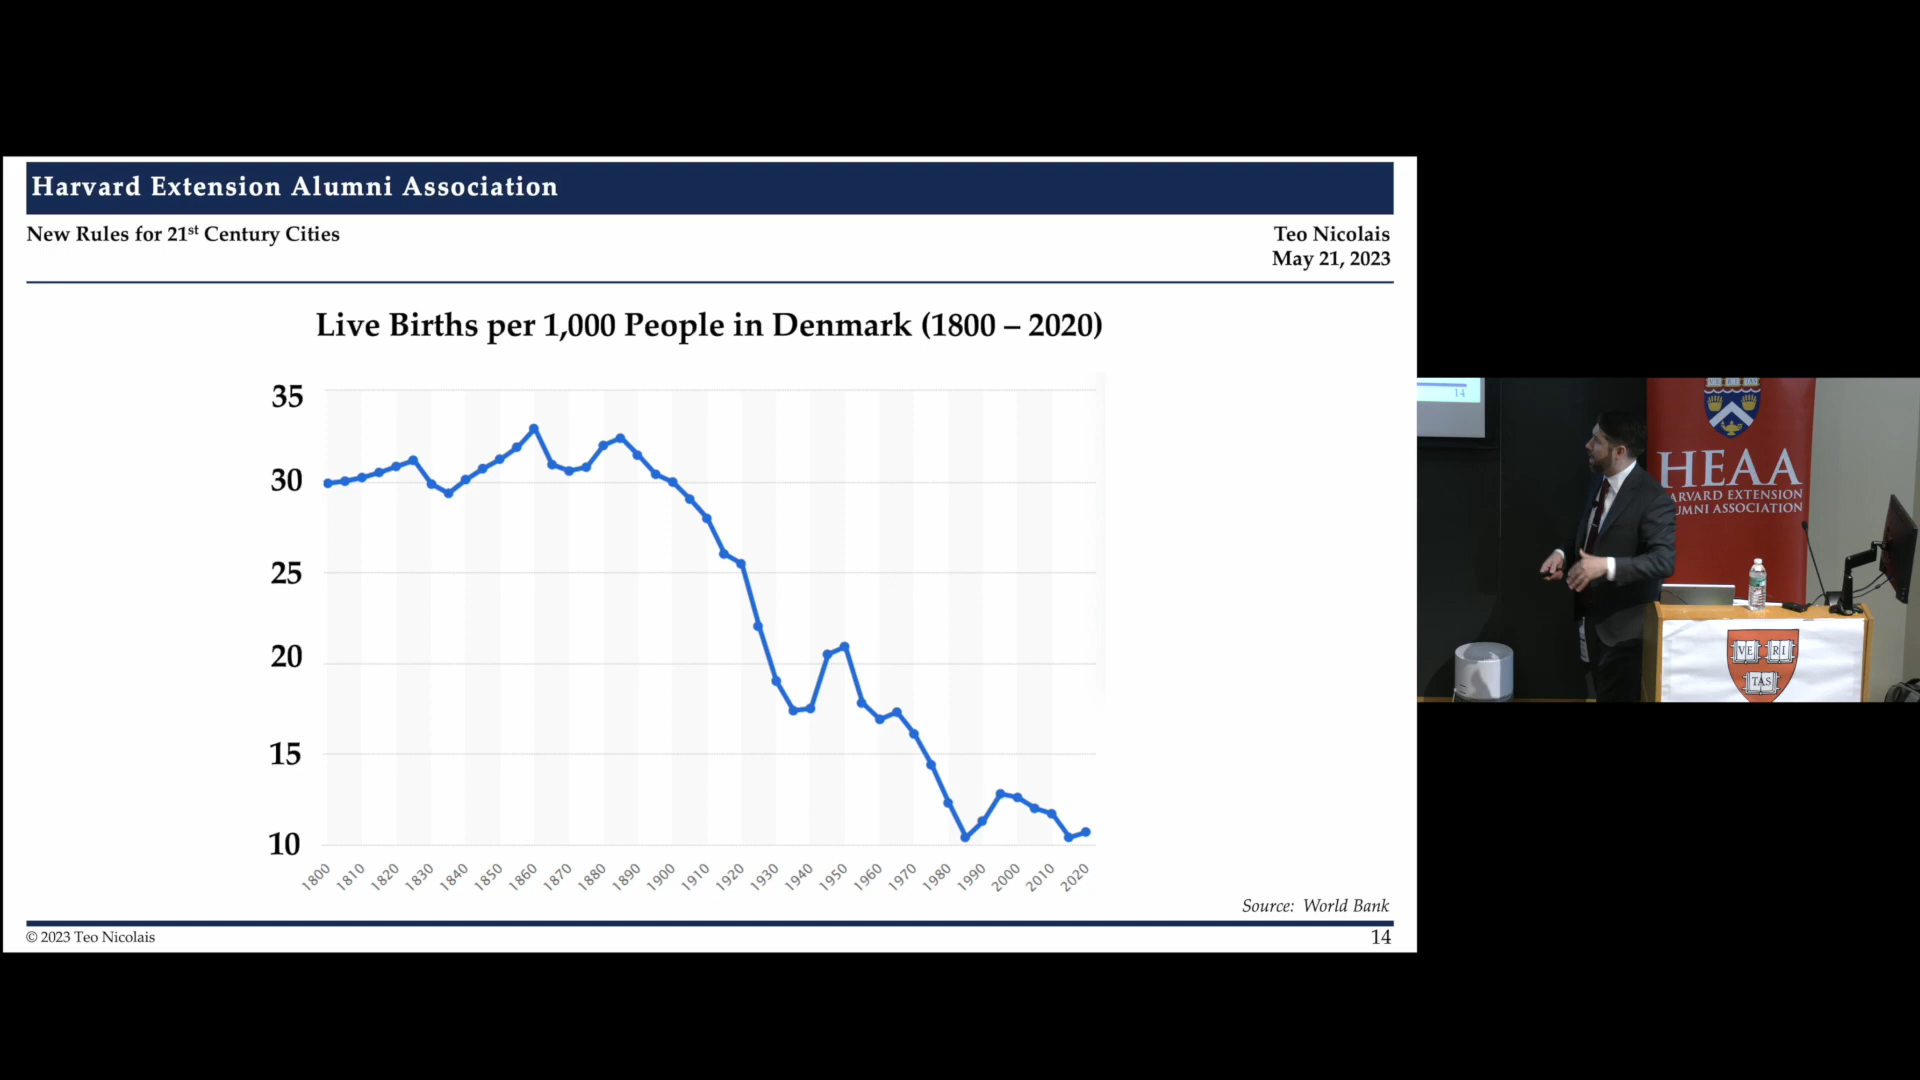 Harvard Extension Alumni Association
New Rules for 21st Century Cities
Teo Nicolais
May 21, 2023
Live Births per 1,000 People in Denmark (1800 – 2020)
35
30
25
20
15
10
1800 1810 1820 1830 1840 1850 1860 1870 1880 1890 1900 1910 1920 1930 1940 1950 1960 1970 1980 1990 2000 2010 2020
Source: World Bank
© 2023 Teo Nicolais
14
14
HEAA
ARVARD EXTENSION
UMNI ASSOCIATION
VE RI
TAS